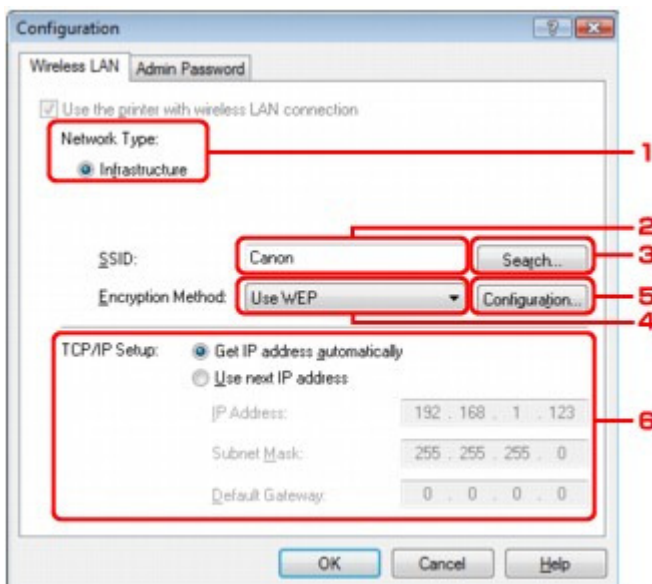 Configuration
Wireless LAN Admin Password
Use the printer with wireless LAN connection
Network Type:
1
Infrastructure
2
SSID: Canon Search... 3
Encryption Method: Use WEP Configuration... 5
4
TCP/IP Setup: Get IP address automatically
Use next IP address
IP Address: 192 . 168 . 1 . 123
6
Subnet Mask: 255 . 255 . 255 . 0
Default Gateway: 0 . 0 . 0 . 0
OK Cancel Help